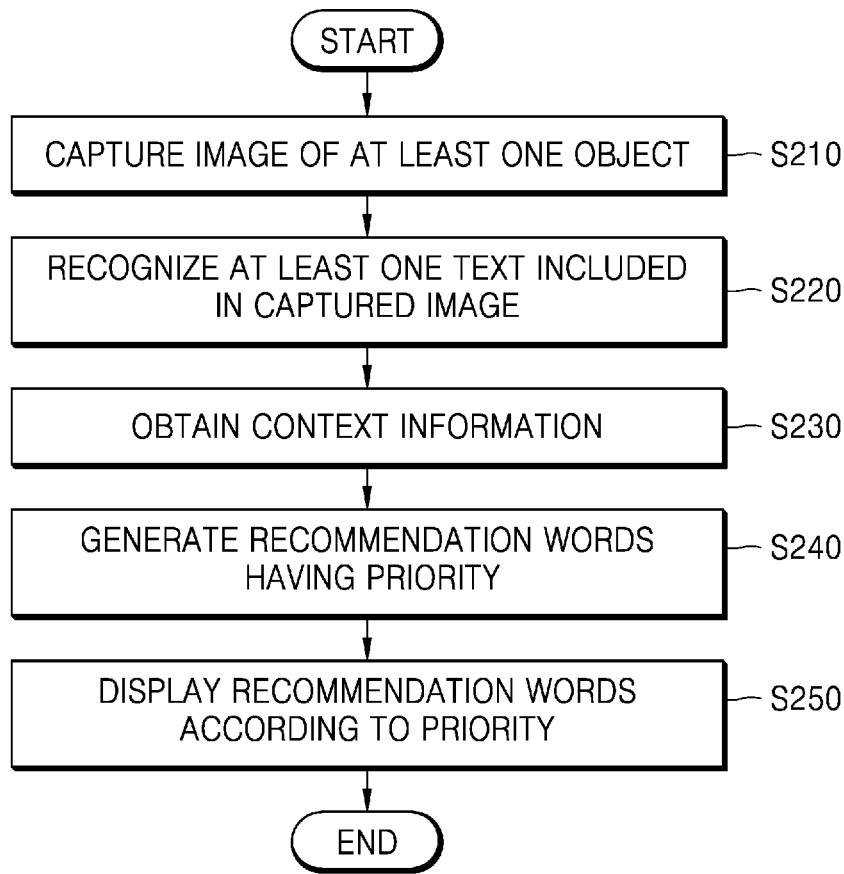 START
CAPTURE IMAGE OF AT LEAST ONE OBJECT
S210
RECOGNIZE AT LEAST ONE TEXT INCLUDED
IN CAPTURED IMAGE
S220
OBTAIN CONTEXT INFORMATION
S230
GENERATE RECOMMENDATION WORDS
HAVING PRIORITY
S240
DISPLAY RECOMMENDATION WORDS
ACCORDING TO PRIORITY
S250
END